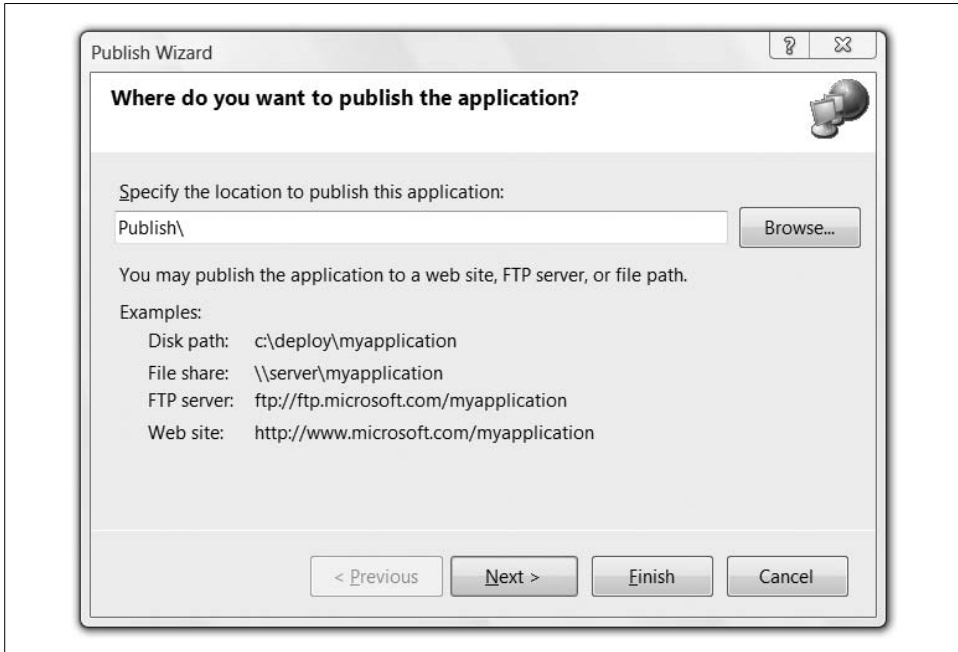 Publish Wizard
Where do you want to publish the application?
Specify the location to publish this application:
Publish\
Browse...
You may publish the application to a web site, FTP server, or file path.
Examples:
Disk path: c:\deploy\myapplication
File share: \\server\myapplication
FTP server: ftp://ftp.microsoft.com/myapplication
Web site: http://www.microsoft.com/myapplication
< Previous
Next >
Finish
Cancel